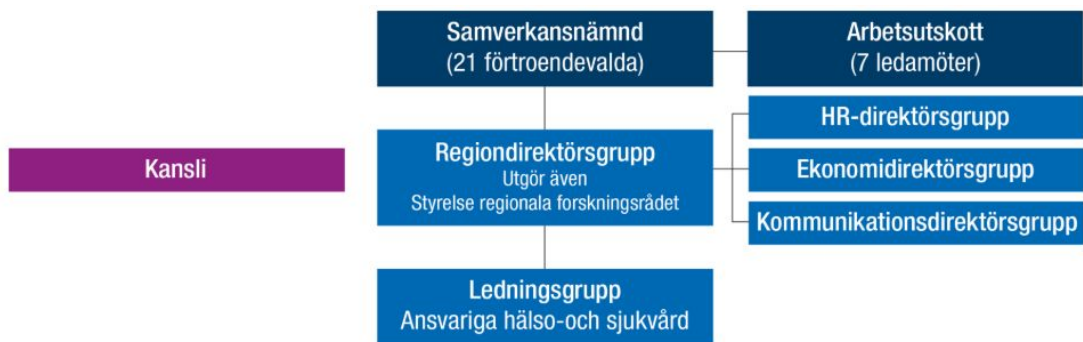 Samverkansnämnd
(21 förtroendevalda)
Arbetsutskott
(7 ledamöter)
Kansli
Regiondirektörsgrupp
Utgör även
Styrelse regionala forskningsrådet
HR-direktörsgrupp
Ekonomidirektörsgrupp
Kommunikationsdirektörsgrupp
Ledningsgrupp
Ansvariga hälso-och sjukvård